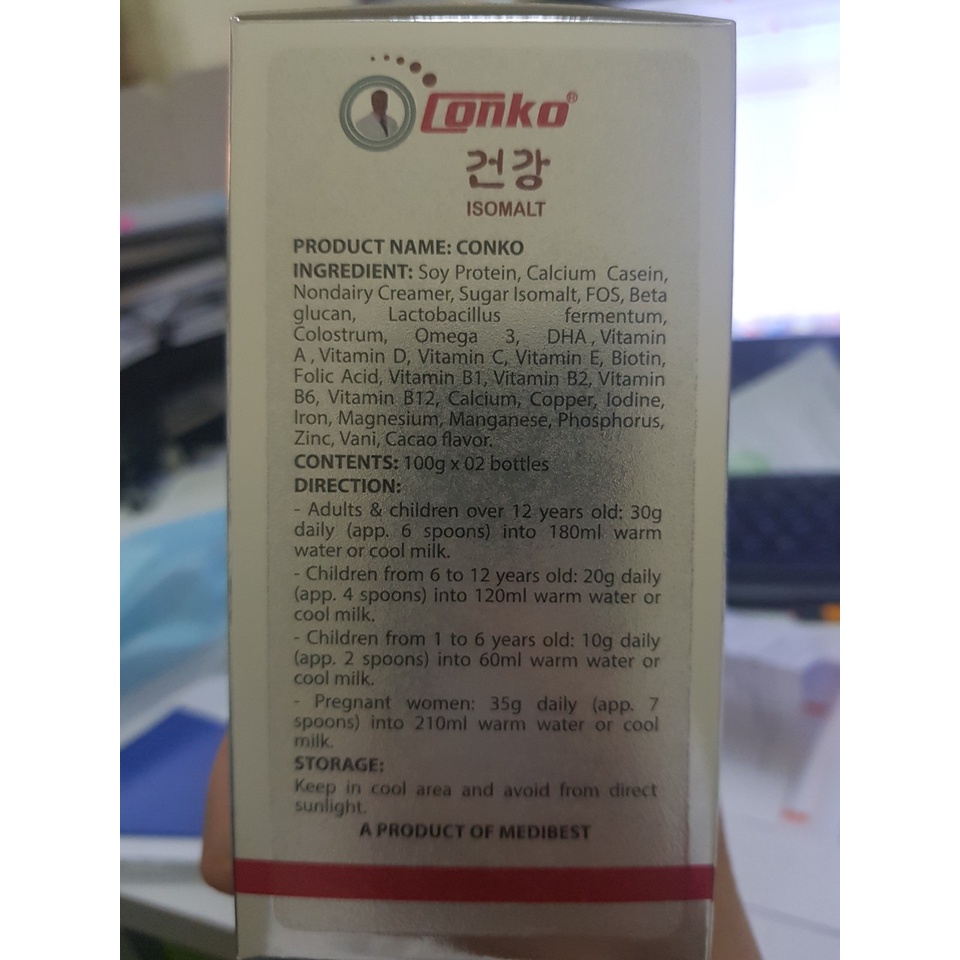 Conko®
건강
ISOMALT
PRODUCT NAME: CONKO
INGREDIENT: Soy Protein, Calcium Casein,
Nondairy Creamer, Sugar Isomalt, FOS, Beta
glucan, Lactobacillus fermentum,
Colostrum, Omega 3, DHA, Vitamin
A, Vitamin D, Vitamin C, Vitamin E, Biotin,
Folic Acid, Vitamin B1, Vitamin B2, Vitamin
B6, Vitamin B12, Calcium, Copper, Iodine,
Iron, Magnesium, Manganese, Phosphorus,
Zinc, Vani, Cacao flavor.
CONTENTS: 100g x 02 bottles
DIRECTION:
- Adults & children over 12 years old: 30g
daily (app. 6 spoons) into 180ml warm
water or cool milk.
- Children from 6 to 12 years old: 20g daily
(app. 4 spoons) into 120ml warm water or
cool milk.
- Children from 1 to 6 years old: 10g daily
(app. 2 spoons) into 60ml warm water or
cool milk.
- Pregnant women: 35g daily (app. 7
spoons) into 210ml warm water or cool
milk.
STORAGE:
Keep in cool area and avoid from direct
sunlight.
A PRODUCT OF MEDIBEST